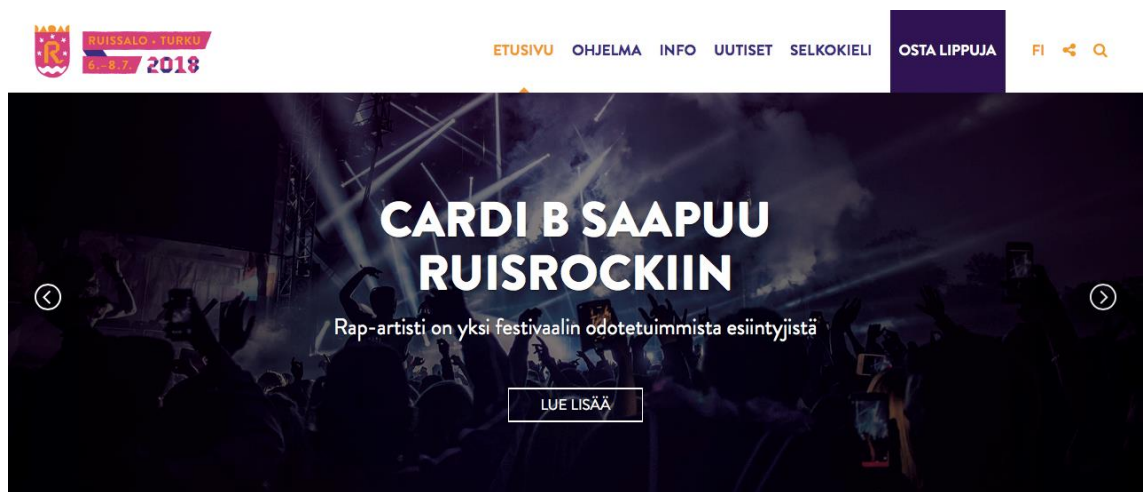 R
RUISSALO - TURKU
6.–8.7. 2018
ETUSIVU OHJELMA INFO UUTISET SELKOKIELI OSTA LIPPUJA FI
CARDI B SAAPUU
RUISROCKIIN
Rap-artisti on yksi festivaalin odotetuimmista esiintyjistä
LUE LISÄÄ